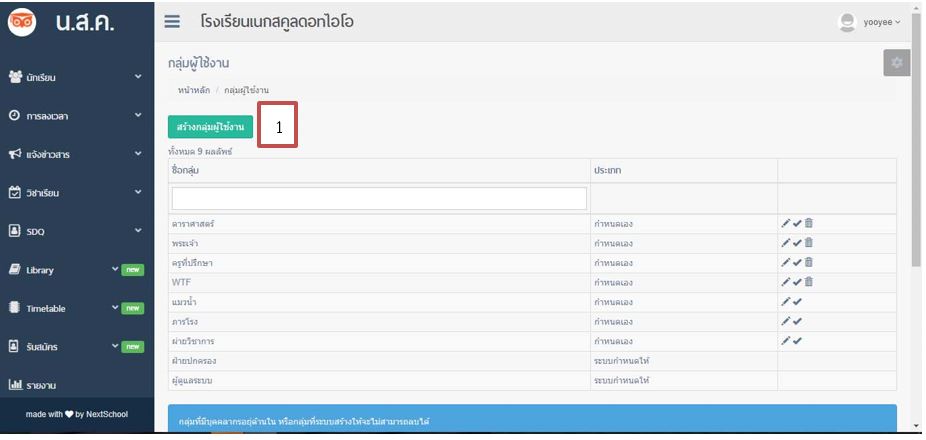 น.ส.ค.
โรงเรียนเนกสคูลดอทไอโอ
yooyee
กลุ่มผู้ใช้งาน
นักเรียน
หน้าหลัก / กลุ่มผู้ใช้งาน
การลงเวลา
สร้างกลุ่มผู้ใช้งาน
1
แจ้งข่าวสาร
ทั้งหมด 9 ผลลัพธ์
ชื่อกลุ่ม ประเภท
วิชาเรียน
SDQ
Library new
Timetable new
รับสมัคร new
รายงาน
ดาราศาสตร์ กำหนดเอง
พระเจ้า กำหนดเอง
ครูที่ปรึกษา กำหนดเอง
WTF กำหนดเอง
แมวน้ำ กำหนดเอง
ภารโรง กำหนดเอง
ฝ่ายวิชาการ กำหนดเอง
ฝ่ายปกครอง ระบบกำหนดให้
ผู้ดูแลระบบ ระบบกำหนดให้
made with by NextSchool
กลุ่มที่มีบุคคลากรอยู่ด้านใน หรือกลุ่มที่ระบบสร้างให้จะไม่สามารถลบได้